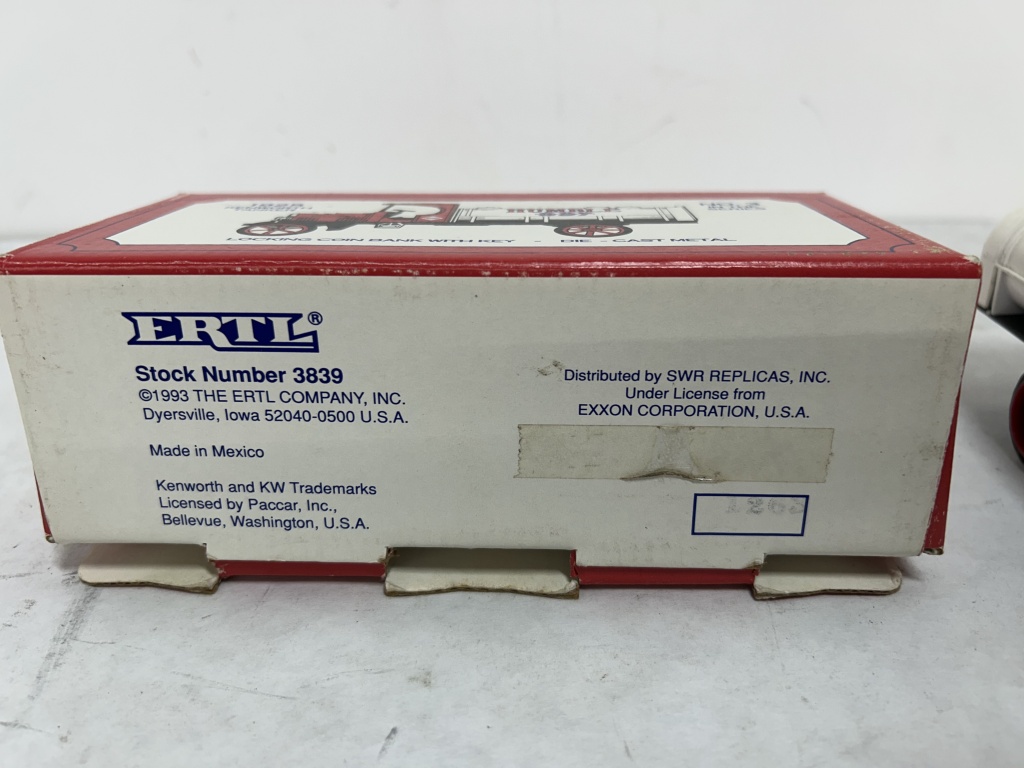 LOCKING COIN BANK WITH KEY - DIE - CAST METAL
ERTL®
Stock Number 3839
©1993 THE ERTL COMPANY, INC.
Dyersville, Iowa 52040-0500 U.S.A.
Made in Mexico
Kenworth and KW Trademarks
Licensed by Paccar, Inc.,
Bellevue, Washington, U.S.A.
Distributed by SWR REPLICAS, INC.
Under License from
EXXON CORPORATION, U.S.A.